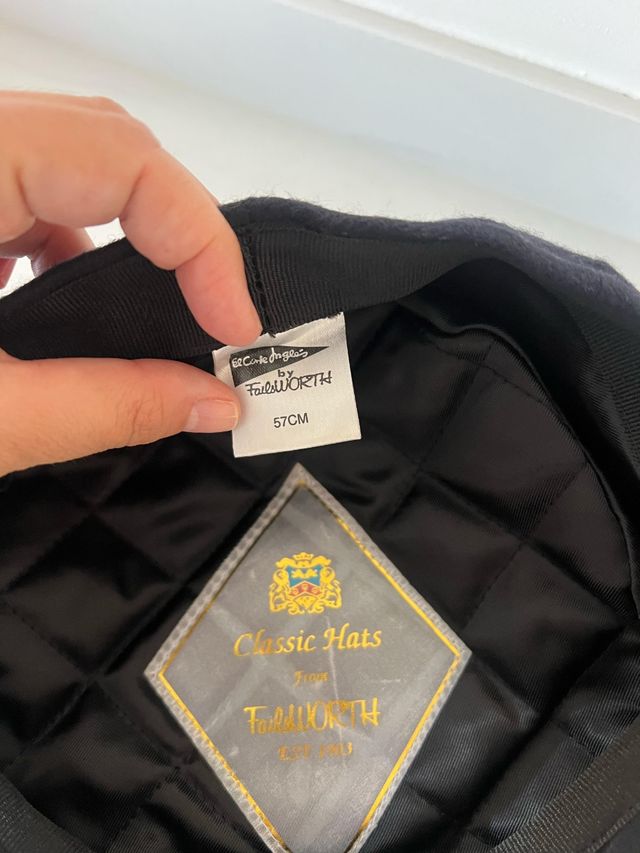 El Corte Inglés
by
FailsWORTH
57CM
Classic Hats
From
FailsWORTH
EST. 1903